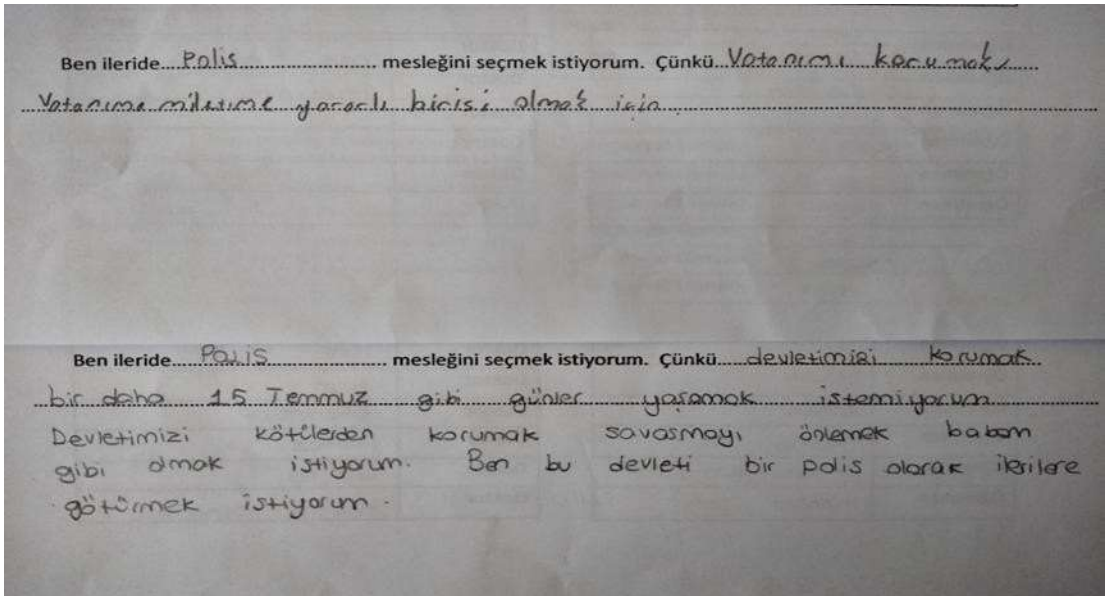 Ben ileride....Polis........................... mesleğini seçmek istiyorum. Çünkü..Vatanımı korumak,......
...Vatanıma miletime yararlı birisi olmak için.......
Ben ileride......Polis........................ mesleğini seçmek istiyorum. Çünkü.....devletimizi korumak..
..bir daha 15 Temmuz gibi günler yaşamak istemiyorum
Devletimizi kötülerden korumak savasmayı önlemek babam
gibi olmak istiyorum. Ben bu devleti bir polis olarak ilerilere
götürmek istiyorum.